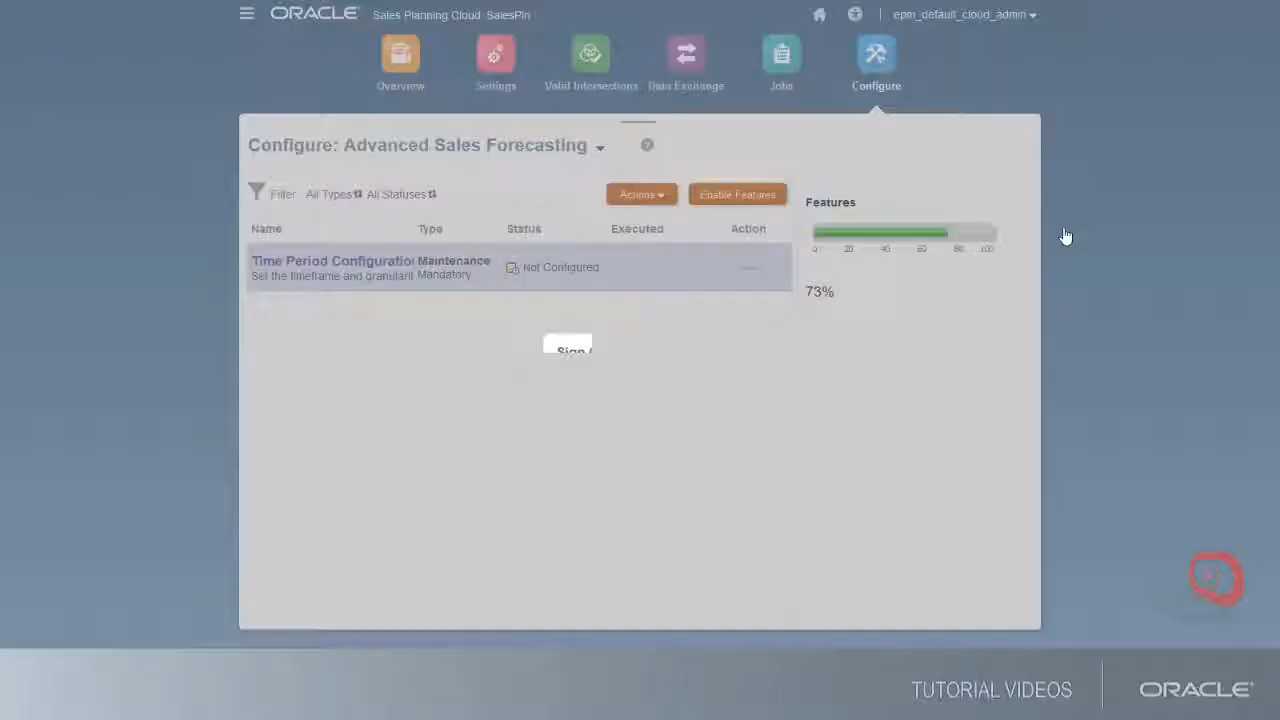 ORACLE Sales Planning Cloud: SalesPln epm_default_cloud_admin
Overview Settings Valid Intersections Data Exchange Jobs Configure
Configure: Advanced Sales Forecasting
Filter All Types All Statuses Actions Enable Features
Features
Name Type Status Executed Action
0 20 40 60 80 100
Time Period Configuration Maintenance
Set the timeframe and granulari Mandatory
Not Configured
73%
Sign
TUTORIAL VIDEOS ORACLE